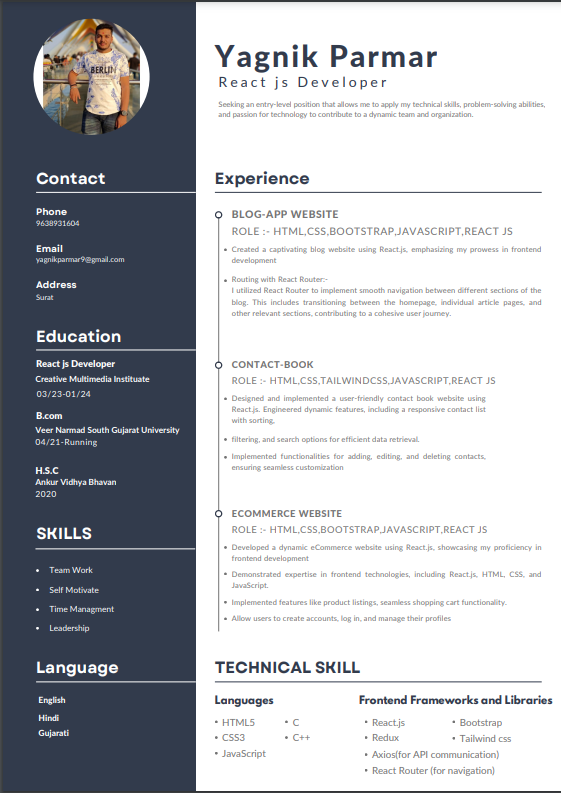 BERLIN
Yagnik Parmar
React js Developer
Seeking an entry-level position that allows me to apply my technical skills, problem-solving abilities,
and passion for technology to contribute to a dynamic team and organization.
Contact
Phone
9638931604
Email
yagnikparmar9@gmail.com
Address
Surat
Education
React js Developer
Creative Multimedia Instituate
03/23-01/24
B.com
Veer Narmad South Gujarat University
04/21-Running
H.S.C
Ankur Vidhya Bhavan
2020
SKILLS
• Team Work
• Self Motivate
• Time Managment
• Leadership
Language
English
Hindi
Gujarati
Experience
BLOG-APP WEBSITE
ROLE :- HTML,CSS,BOOTSTRAP,JAVASCRIPT,REACT JS
• Created a captivating blog website using React.js, emphasizing my prowess in frontend
development
• Routing with React Router:-
I utilized React Router to implement smooth navigation between different sections of the
blog. This includes transitioning between the homepage, individual article pages, and
other relevant sections, contributing to a cohesive user journey.
CONTACT-BOOK
ROLE :- HTML,CSS,TAILWINDCSS,JAVASCRIPT,REACT JS
• Designed and implemented a user-friendly contact book website using
React.js. Engineered dynamic features, including a responsive contact list
with sorting,
• filtering, and search options for efficient data retrieval.
• Implemented functionalities for adding, editing, and deleting contacts,
ensuring seamless customization
ECOMMERCE WEBSITE
ROLE :- HTML,CSS,BOOTSTRAP,JAVASCRIPT,REACT JS
• Developed a dynamic eCommerce website using React.js, showcasing my proficiency in
frontend development
• Demonstrated expertise in frontend technologies, including React.js, HTML, CSS, and
JavaScript.
• Implemented features like product listings, seamless shopping cart functionality.
• Allow users to create accounts, log in, and manage their profiles
TECHNICAL SKILL
Languages
• HTML5 • C
• CSS3 • C++
• JavaScript
Frontend Frameworks and Libraries
• React.js • Bootstrap
• Redux • Tailwind css
• Axios(for API communication)
• React Router (for navigation)